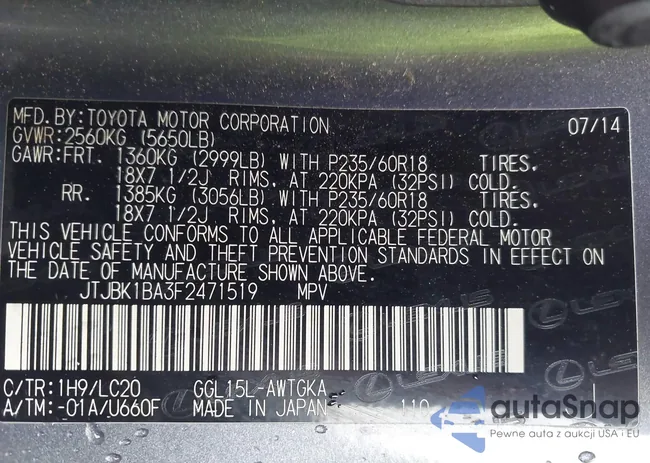 MFD.BY:TOYOTA MOTOR CORPORATION 07/14
GVWR:2560KG (5650LB)
GAWR:FRT. 1360KG (2999LB) WITH P235/60R18 TIRES.
18X7 1/2J RIMS, AT 220KPA (32PSI) COLD.
RR. 1385KG (3056LB) WITH P235/60R18 TIRES.
18X7 1/2J RIMS, AT 220KPA (32PSI) COLD.
THIS VEHICLE CONFORMS TO ALL APPLICABLE FEDERAL MOTOR
VEHICLE SAFETY AND THEFT PREVENTION STANDARDS IN EFFECT ON
THE DATE OF MANUFACTURE SHOWN ABOVE.
JTJBK1BA3F2471519 MPV
C/TR:1H9/LC20 GGL15L-AWTGKA
A/TM:-01A/U660F MADE IN JAPAN 110
LEXUS
autoSnap
Pewne auta z aukcji USA i EU